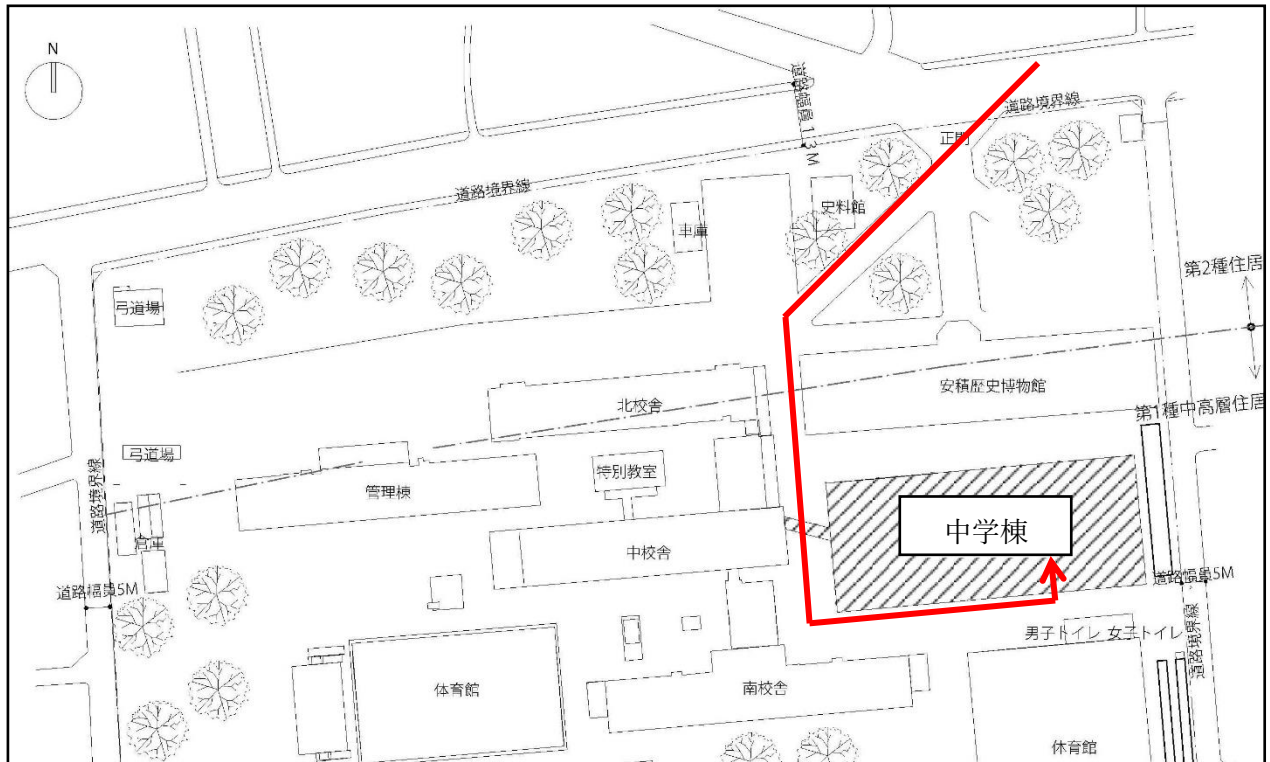 N
道路幅員13M
道路境界線
正門
道路境界線
史料館
車庫
第2種住居
弓道場
安積歴史博物館
北校舎
第1種中高層住居
弓道場
特別教室
管理棟
道路境界線
中学棟
中校舎
倉庫
道路幅員5M
道路幅員5M
男子トイレ 女子トイレ
道路境界線
体育館
南校舎
体育館